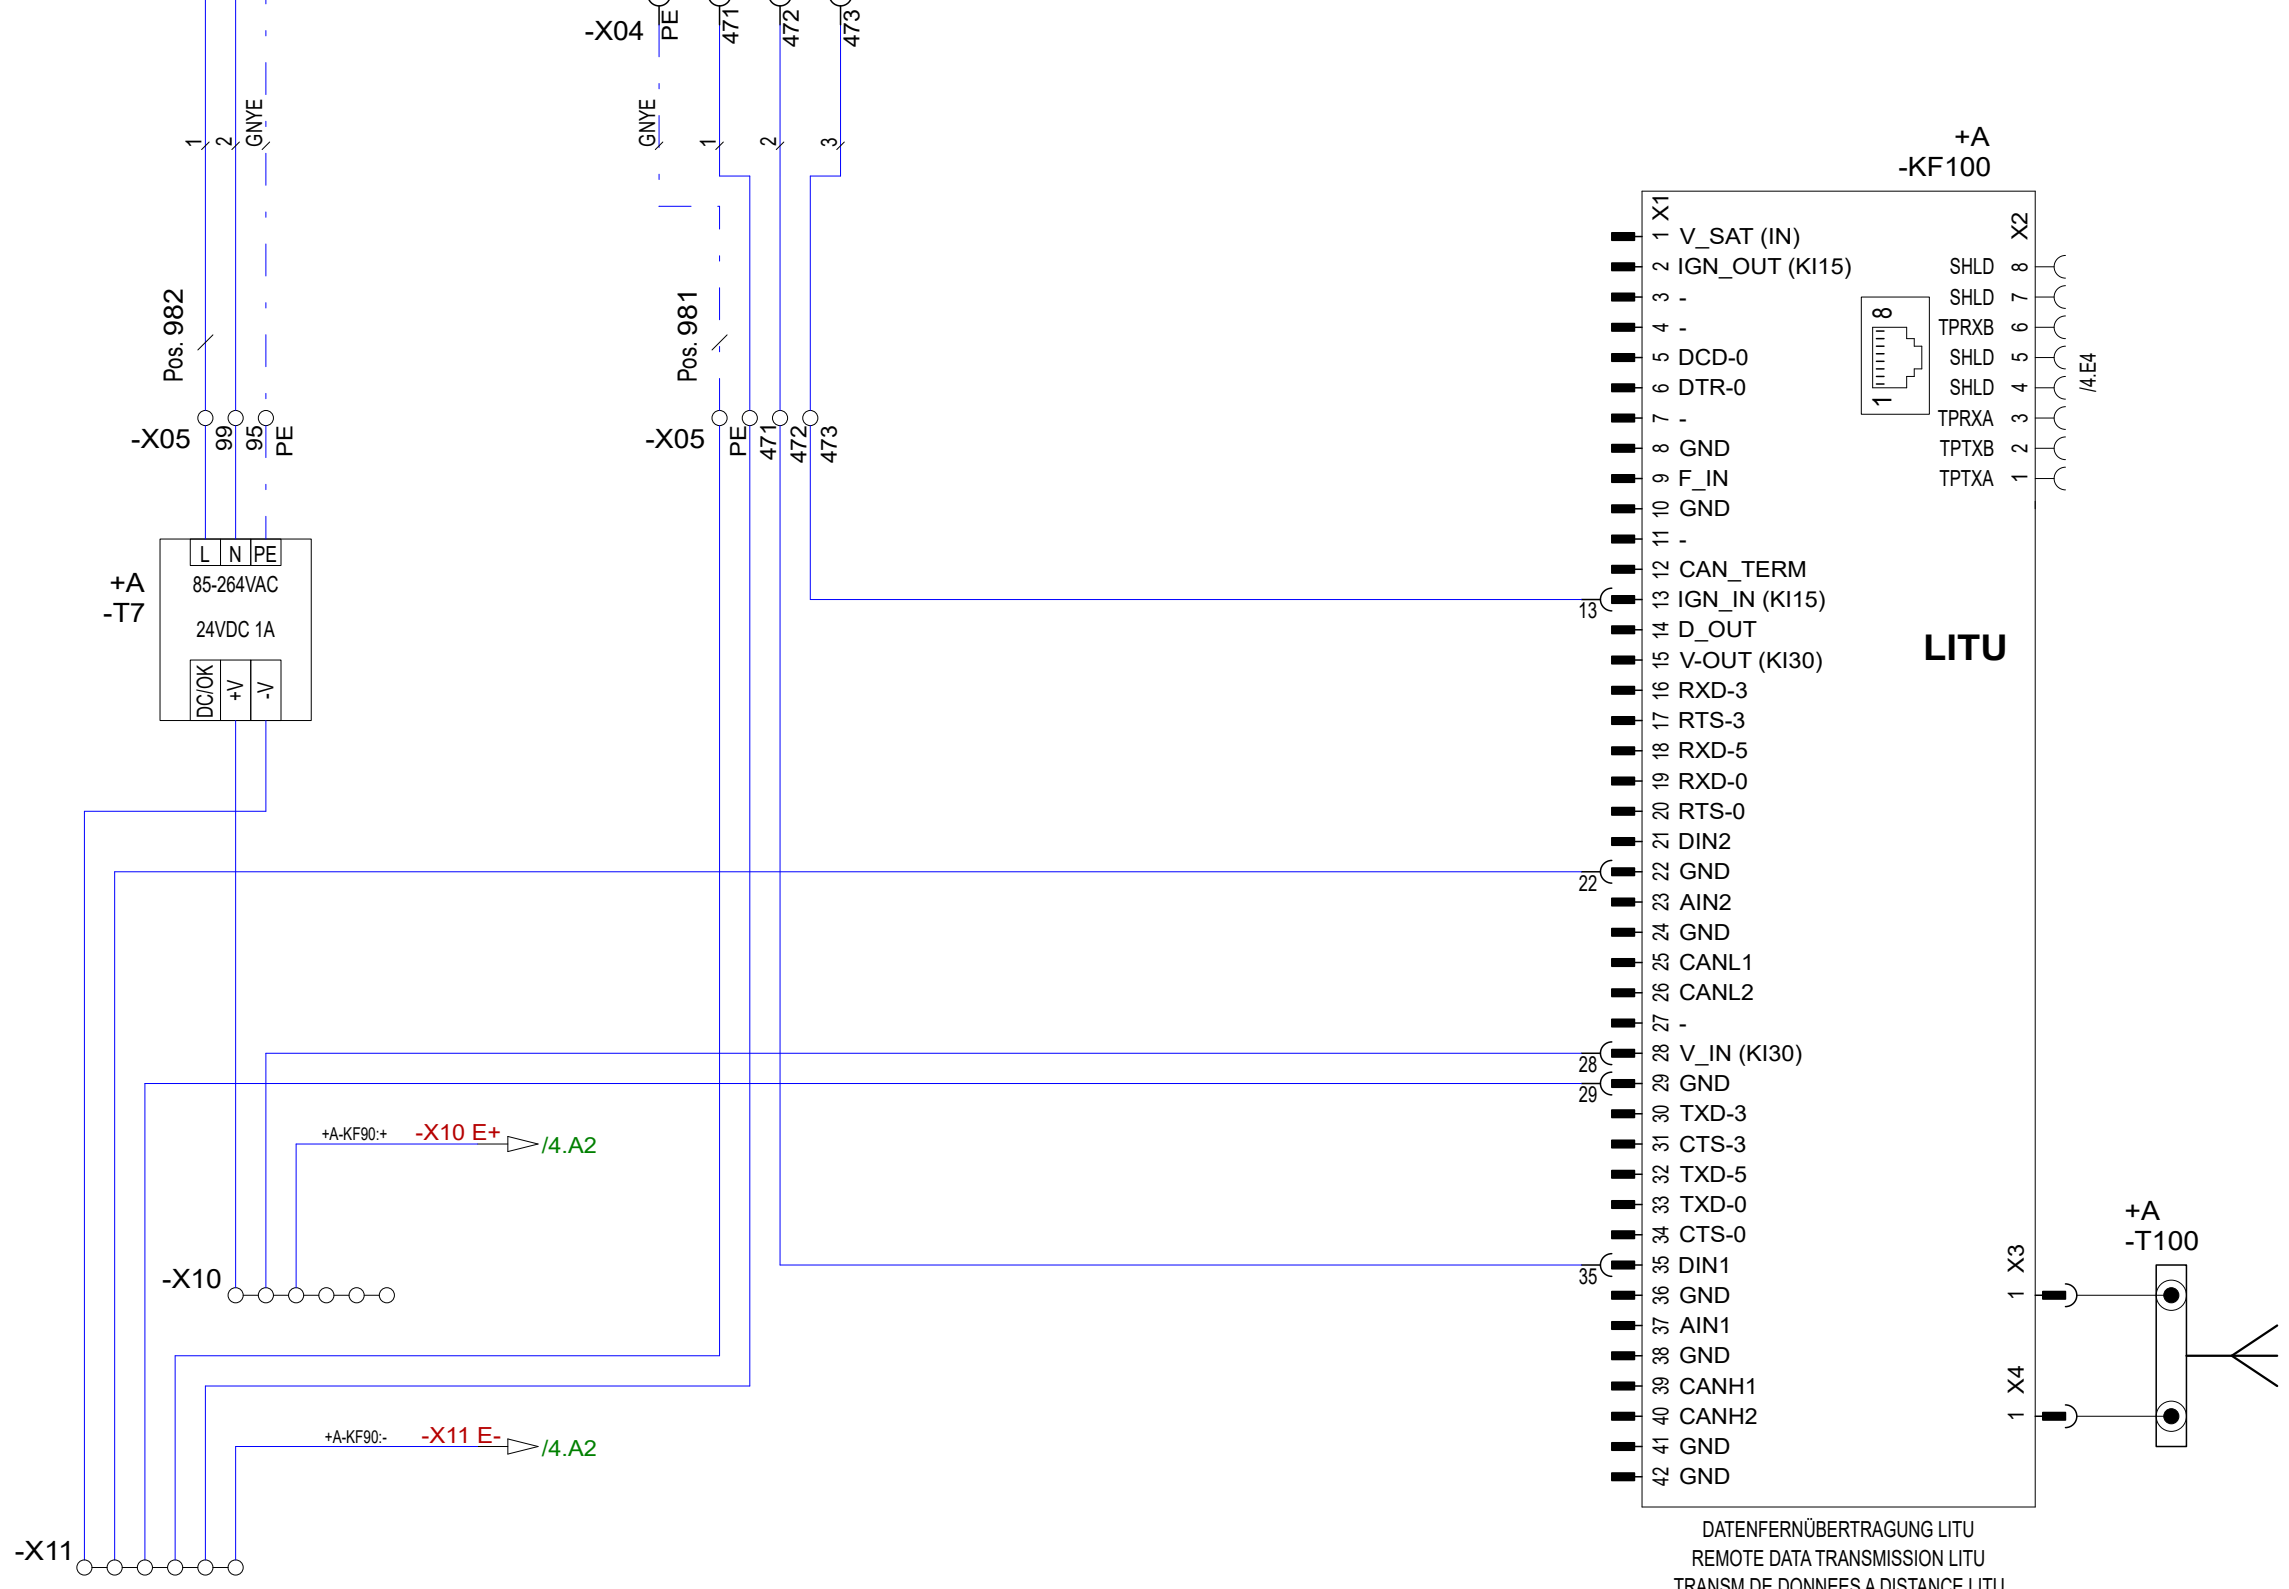 -X04
PE
471
472
473
1
2
GNYE
GNYE
1
2
3
Pos. 982
Pos. 981
-X05
99
95
PE
-X05
PE
471
472
473
+A
-T7
L N PE
85-264VAC
24VDC 1A
DC/OK
+V
-V
+A-KF90:+
-X10 E+
/4.A2
-X10
+A-KF90:-
-X11 E-
/4.A2
-X11
13
22
28
29
35
+A
-KF100
X1
1 V_SAT (IN)
2 IGN_OUT (KI15)
3 -
4 -
5 DCD-0
6 DTR-0
7 -
8 GND
9 F_IN
10 GND
11 -
12 CAN_TERM
13 IGN_IN (KI15)
14 D_OUT
15 V-OUT (KI30)
16 RXD-3
17 RTS-3
18 RXD-5
19 RXD-0
20 RTS-0
21 DIN2
22 GND
23 AIN2
24 GND
25 CANL1
26 CANL2
27 -
28 V_IN (KI30)
29 GND
30 TXD-3
31 CTS-3
32 TXD-5
33 TXD-0
34 CTS-0
35 DIN1
36 GND
37 AIN1
38 GND
39 CANH1
40 CANH2
41 GND
42 GND
8
1
X2
SHLD 8
SHLD 7
TPRXB 6
SHLD 5
SHLD 4
TPRXA 3
TPTXB 2
TPTXA 1
/4.E4
LITU
X3
1
X4
1
+A
-T100
DATENFERNÜBERTRAGUNG LITU
REMOTE DATA TRANSMISSION LITU
TRANSM.DE DONNEES A DISTANCE LITU